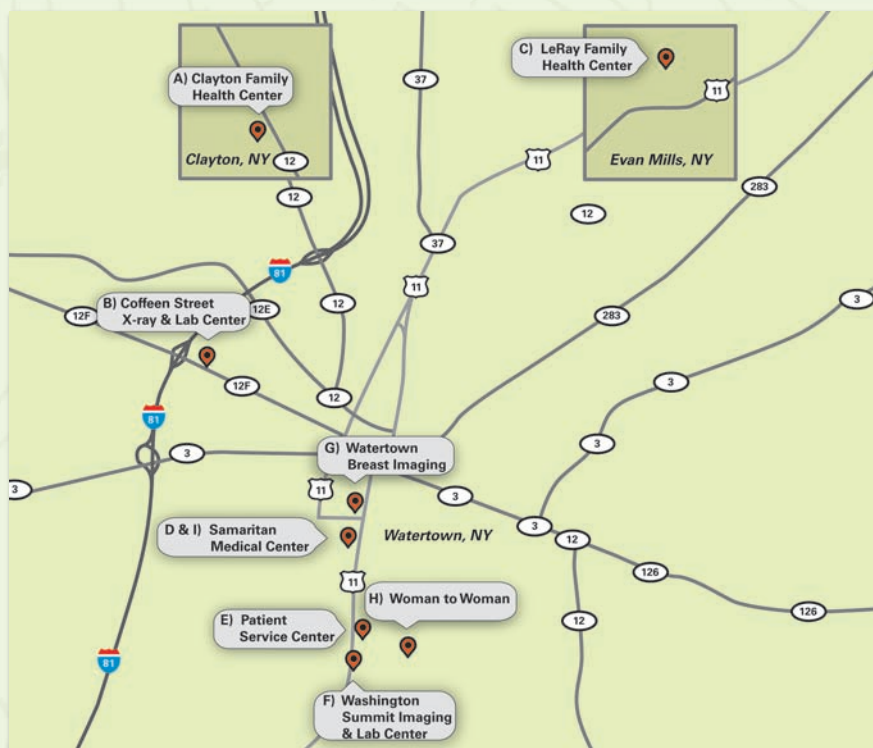 C) LeRay Family
Health Center
37
A) Clayton Family
Health Center
11
11
Clayton, NY
12
Evan Mills, NY
283
12
12
37
81
11
12
3
B) Coffeen Street
X-ray & Lab Center
12E
12F
283
3
12F
12
81
3
G) Watertown
Breast Imaging
3
3
11
3
3
D & I) Samaritan
Medical Center
Watertown, NY
12
126
11
H) Woman to Woman
126
E) Patient
Service Center
12
81
F) Washington
Summit Imaging
& Lab Center